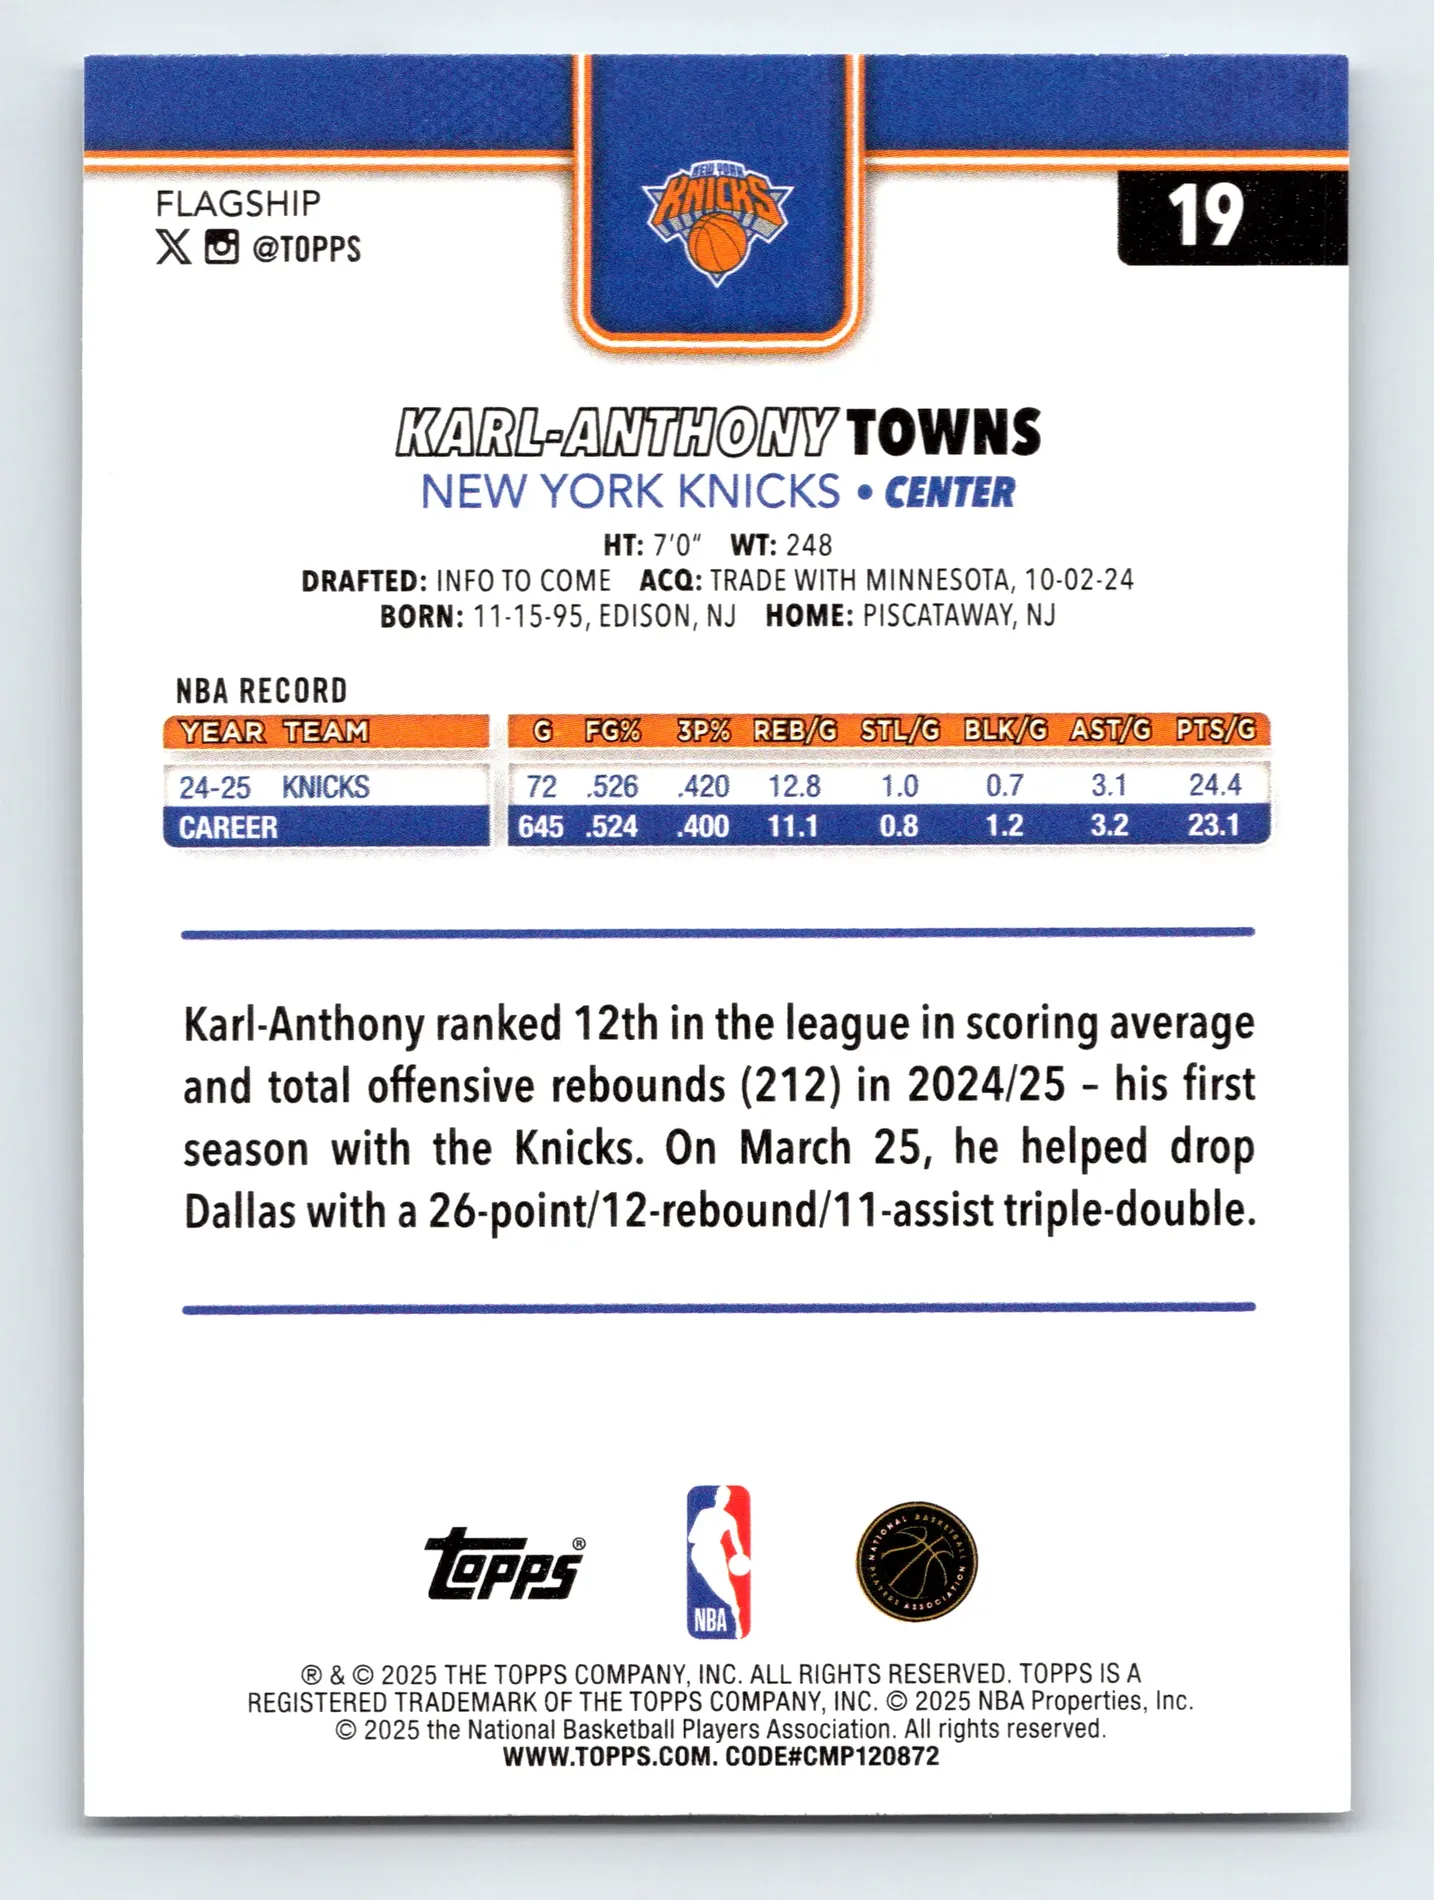 NEW YORK
KNICKS
FLAGSHIP
@TOPPS
19
KARL-ANTHONY TOWNS
NEW YORK KNICKS • CENTER
HT: 7'0" WT: 248
DRAFTED: INFO TO COME ACQ: TRADE WITH MINNESOTA, 10-02-24
BORN: 11-15-95, EDISON, NJ HOME: PISCATAWAY, NJ
NBA RECORD
YEAR TEAM G FG% 3P% REB/G STL/G BLK/G AST/G PTS/G
24-25 KNICKS 72 .526 .420 12.8 1.0 0.7 3.1 24.4
CAREER 645 .524 .400 11.1 0.8 1.2 3.2 23.1
Karl-Anthony ranked 12th in the league in scoring average
and total offensive rebounds (212) in 2024/25 – his first
season with the Knicks. On March 25, he helped drop
Dallas with a 26-point/12-rebound/11-assist triple-double.
Topps®
NBA
NATIONAL BASKETBALL
PLAYERS ASSOCIATION
® & © 2025 THE TOPPS COMPANY, INC. ALL RIGHTS RESERVED. TOPPS IS A
REGISTERED TRADEMARK OF THE TOPPS COMPANY, INC. © 2025 NBA Properties, Inc.
© 2025 the National Basketball Players Association. All rights reserved.
WWW.TOPPS.COM. CODE#CMP120872